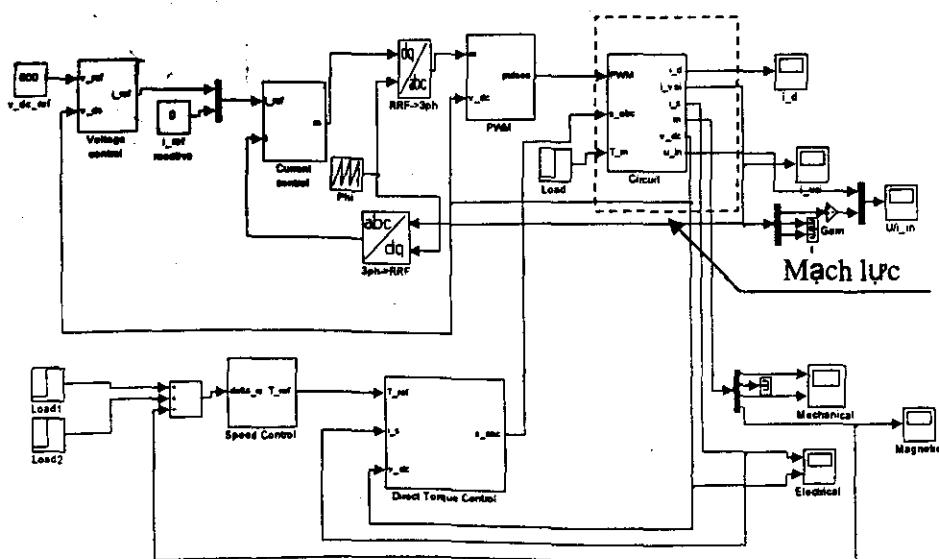 800
v_dc_ref
v_ref
v_dc
i_ref
Voltage
control
0
i_ref
reactive
i_ref
m
Current
control
dq
abc
RRF->3ph
Phi
abc
dq
3ph->RRF
m
v_dc
pulses
PWM
PWM
s_abc
T_m
Load
i_d
i_vsi
i_s
m
v_dc
u_in
Circuit
i_d
i_vsi
Gain
U/i_in
Mạch lực
Load1
Load2
T_ref
Speed Control
T_ref
i_s
v_dc
s_abc
Direct Torque Control
Mechanical
Magnetic
Electrical